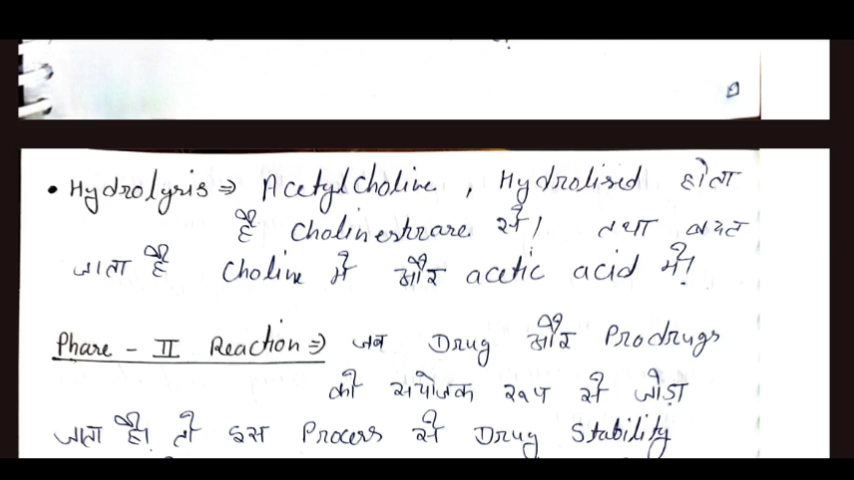 • Hydrolysis ⇒ Acetylcholine, Hydrolised होता
है Cholinestrare से। तथा बदल
जाता है Choline में और acetic acid में।
Phase - II Reaction ⇒ जब Drug और Prodrugs
को संयोजक रूप से जोड़ा
जाता है। तो इस Process से Drug Stability